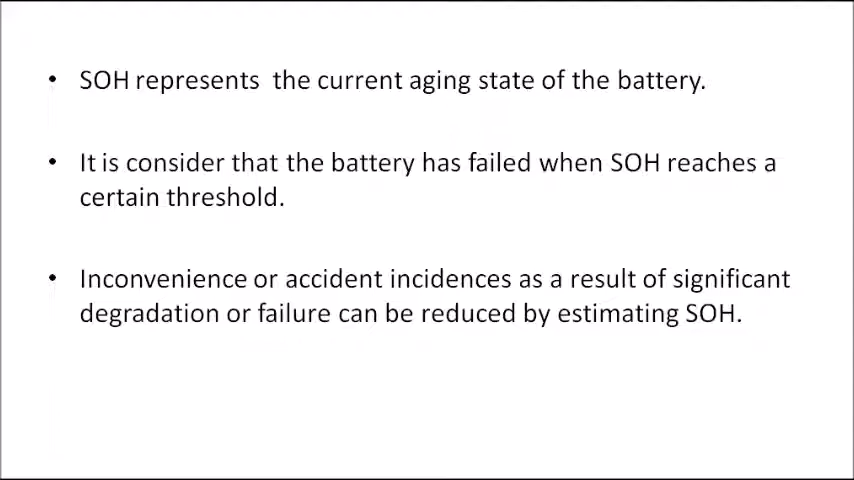 • SOH represents  the current aging state of the battery.
• It is consider that the battery has failed when SOH reaches a
certain threshold.
• Inconvenience or accident incidences as a result of significant
degradation or failure can be reduced by estimating SOH.